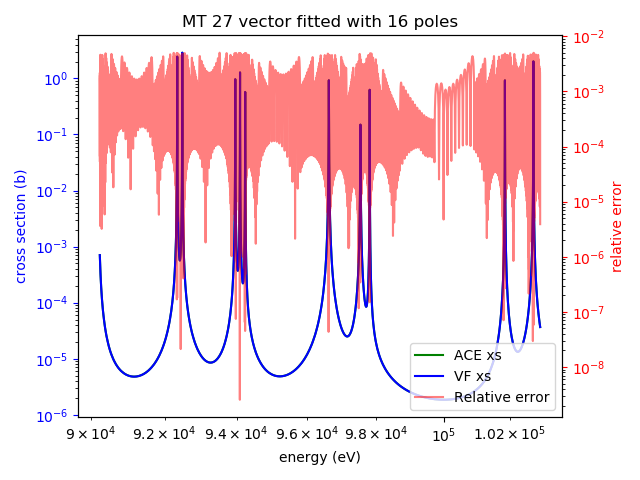 MT 27 vector fitted with 16 poles
cross section (b)
10⁰
10⁻¹
10⁻²
10⁻³
10⁻⁴
10⁻⁵
10⁻⁶
10⁻²
10⁻³
10⁻⁴
10⁻⁵
10⁻⁶
10⁻⁷
10⁻⁸
relative error
ACE xs
VF xs
Relative error
9 × 10⁴ 9.2 × 10⁴ 9.4 × 10⁴ 9.6 × 10⁴ 9.8 × 10⁴ 10⁵ 1.02 × 10⁵
energy (eV)